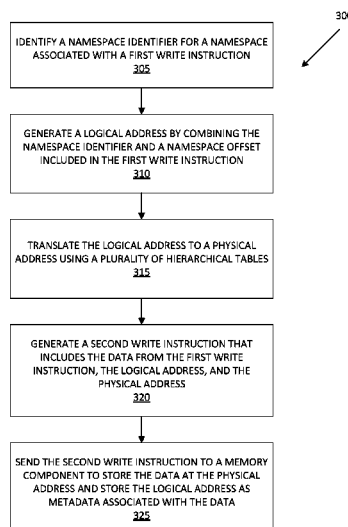 300
IDENTIFY A NAMESPACE IDENTIFIER FOR A NAMESPACE
ASSOCIATED WITH A FIRST WRITE INSTRUCTION
305
GENERATE A LOGICAL ADDRESS BY COMBINING THE
NAMESPACE IDENTIFIER AND A NAMESPACE OFFSET
INCLUDED IN THE FIRST WRITE INSTRUCTION
310
TRANSLATE THE LOGICAL ADDRESS TO A PHYSICAL
ADDRESS USING A PLURALITY OF HIERARCHICAL TABLES
315
GENERATE A SECOND WRITE INSTRUCTION THAT
INCLUDES THE DATA FROM THE FIRST WRITE
INSTRUCTION, THE LOGICAL ADDRESS, AND THE
PHYSICAL ADDRESS
320
SEND THE SECOND WRITE INSTRUCTION TO A MEMORY
COMPONENT TO STORE THE DATA AT THE PHYSICAL
ADDRESS AND STORE THE LOGICAL ADDRESS AS
METADATA ASSOCIATED WITH THE DATA
325